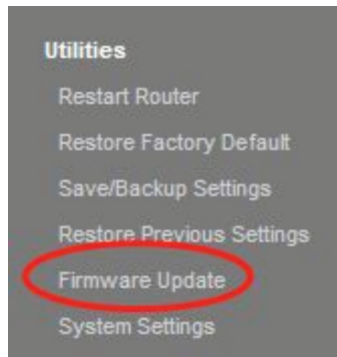 Utilities
Restart Router
Restore Factory Default
Save/Backup Settings
Restore Previous Settings
Firmware Update
System Settings